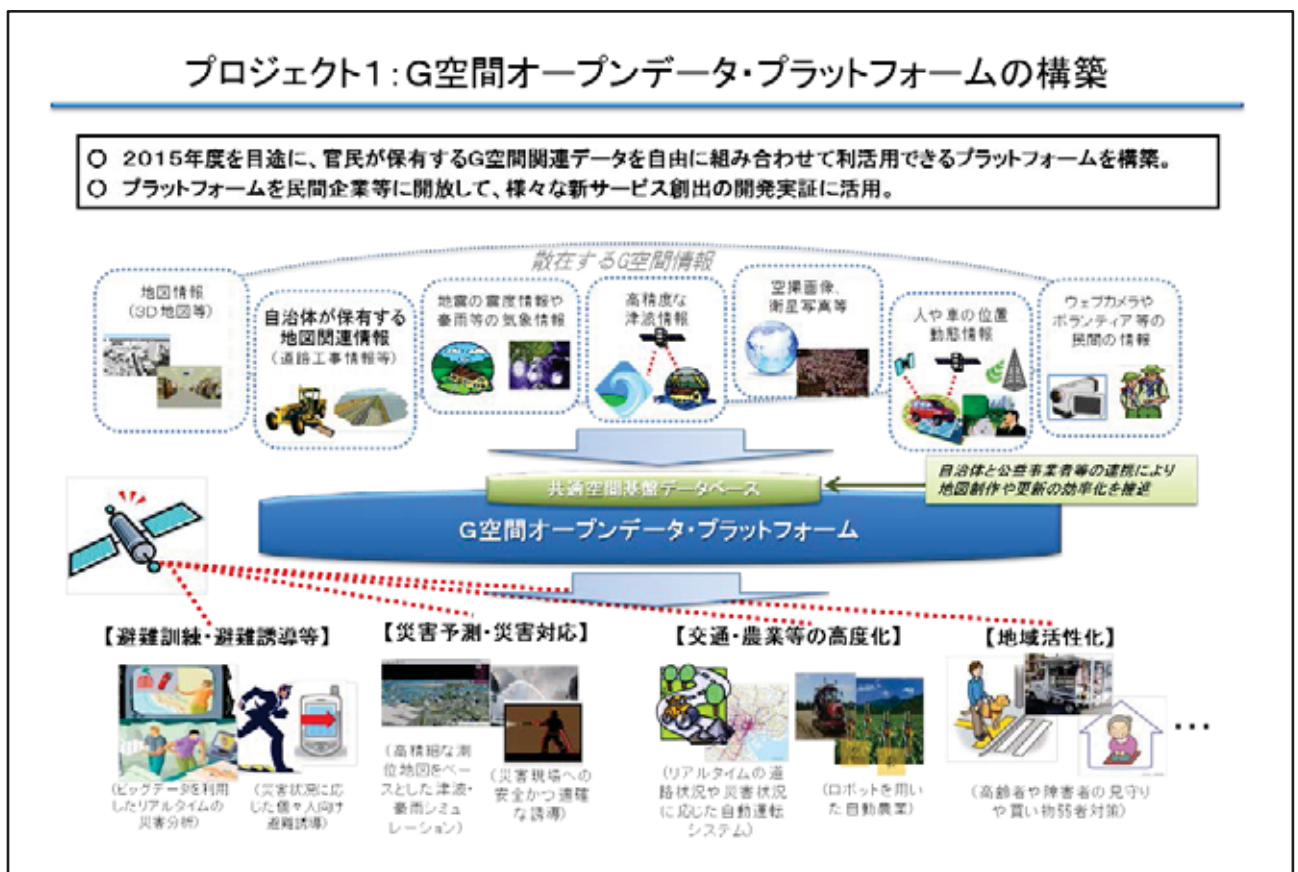 プロジェクト1:G空間オープンデータ・プラットフォームの構築
○ 2015年度を目途に、官民が保有するG空間関連データを自由に組み合わせて利活用できるプラットフォームを構築。
○ プラットフォームを民間企業等に開放して、様々な新サービス創出の開発実証に活用。
散在するG空間情報
地図情報
(3D地図等)
自治体が保有する
地図関連情報
(道路工事情報等)
地震の震度情報や
豪雨等の気象情報
高精度な
津波情報
空撮画像、
衛星写真等
人や車の位置
動態情報
ウェブカメラや
ボランティア等の
民間の情報
共通空間基盤データベース
自治体と公益事業者等の連携により
地図制作や更新の効率化を推進
G空間オープンデータ・プラットフォーム
【避難訓練・避難誘導等】
(ビッグデータを利用
したリアルタイムの
災害分析)
(災害状況に応
じた個々人向け
避難誘導)
【災害予測・災害対応】
(高精細な測
位地図をベー
スとした津波・
豪雨シミュ
レーション)
(災害現場への
安全かつ適確
な誘導)
【交通・農業等の高度化】
(リアルタイムの道
路状況や災害状況
に応じた自動運転
システム)
(ロボットを用い
た自動農業)
【地域活性化】
(高齢者や障害者の見守り
や買い物弱者対策)
…